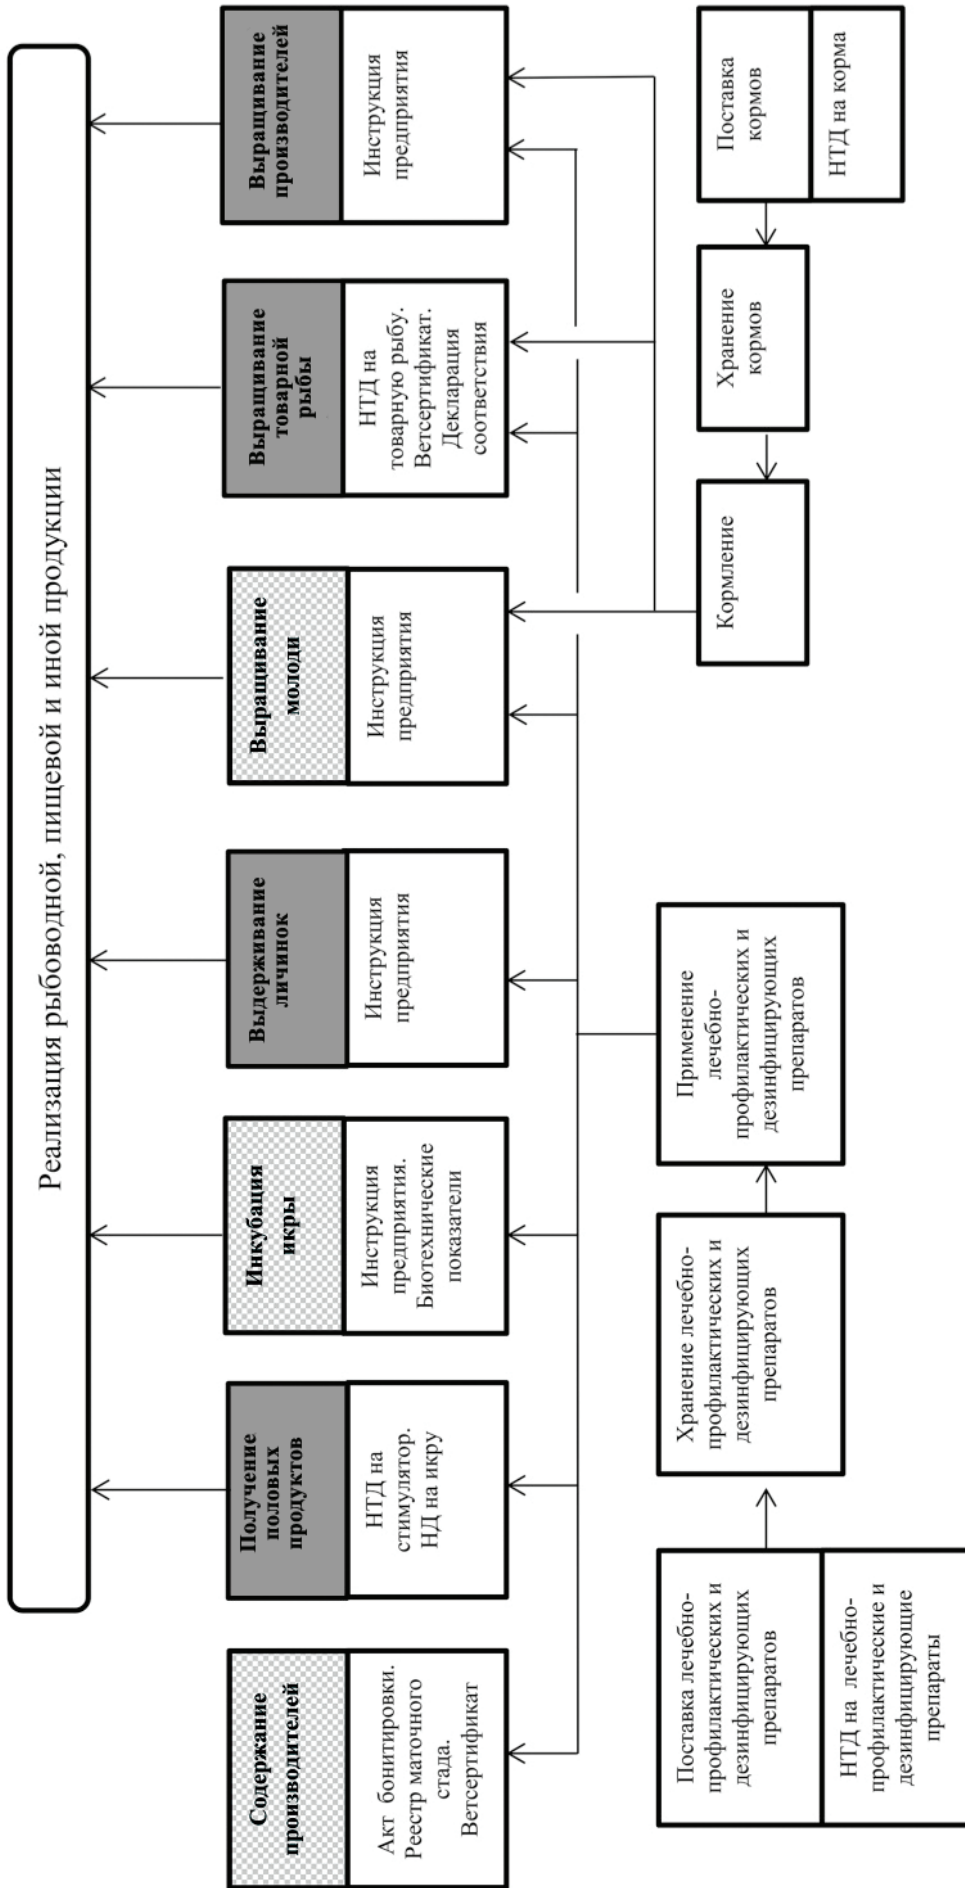 Реализация рыбоводной, пищевой и иной продукции
Содержание
производителей
Акт бонитировки.
Реестр маточного
стада.
Ветсертификат
Получение
половых
продуктов
НТД на
стимулятор.
НД на икру
Инкубация
икры
Инструкция
предприятия.
Биотехнические
показатели
Выдерживание
личинок
Инструкция
предприятия
Выращивание
молоди
Инструкция
предприятия
Выращивание
товарной
рыбы
НТД на
товарную рыбу.
Ветсертификат.
Декларация
соответствия
Выращивание
производителей
Инструкция
предприятия
Поставка лечебно-
профилактических и
дезинфицирующих
препаратов
НТД на лечебно-
профилактические и
дезинфицирующие
препараты
Хранение лечебно-
профилактических и
дезинфицирующих
препаратов
Применение
лечебно-
профилактических и
дезинфицирующих
препаратов
Кормление
Хранение
кормов
Поставка
кормов
НТД на корма